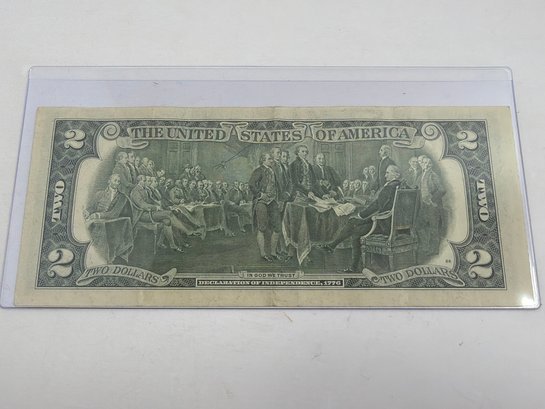 2 THE UNITED STATES OF AMERICA 2
TWO TWO
2 TWO DOLLARS IN GOD WE TRUST TWO DOLLARS 2
DECLARATION OF INDEPENDENCE, 1776